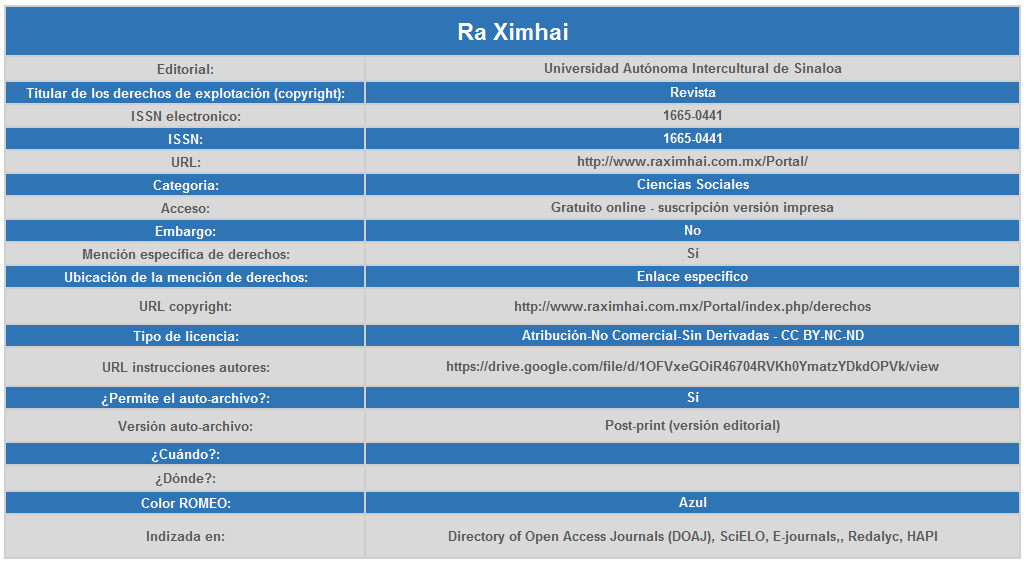 Ra Ximhai
Editorial: Universidad Autónoma Intercultural de Sinaloa
Titular de los derechos de explotación (copyright): Revista
ISSN electronico: 1665-0441
ISSN: 1665-0441
URL: http://www.raximhai.com.mx/Portal/
Categoria: Ciencias Sociales
Acceso: Gratuito online - suscripción versión impresa
Embargo: No
Mención específica de derechos: Sí
Ubicación de la mención de derechos: Enlace especifico
URL copyright: http://www.raximhai.com.mx/Portal/index.php/derechos
Tipo de licencia: Atribución-No Comercial-Sin Derivadas - CC BY-NC-ND
URL instrucciones autores: https://drive.google.com/file/d/1OFVxeGOiR46704RVKh0YmatzYDkdOPVk/view
¿Permite el auto-archivo?: Sí
Versión auto-archivo: Post-print (versión editorial)
¿Cuándo?:
¿Dónde?:
Color ROMEO: Azul
Indizada en: Directory of Open Access Journals (DOAJ), SciELO, E-journals,, Redalyc, HAPI